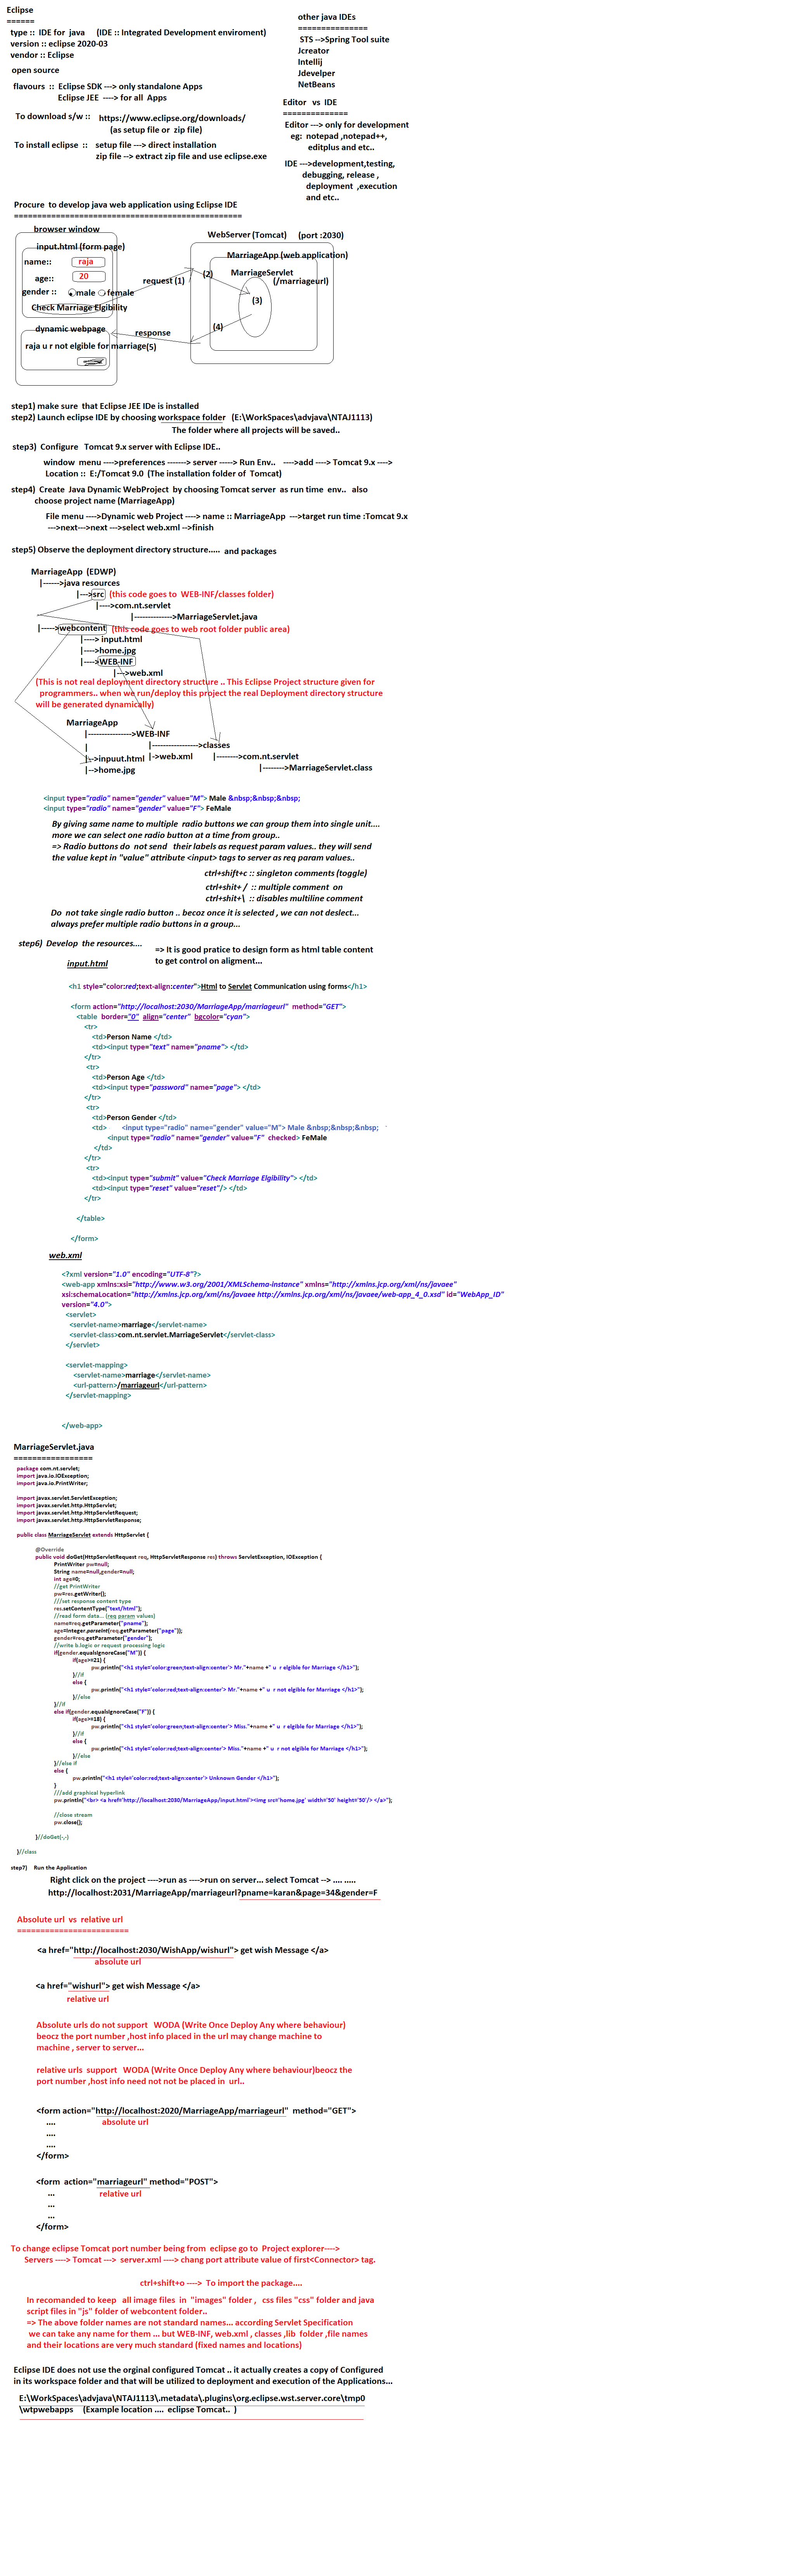 Eclipse
======
type :: IDE for java (IDE :: Integrated Development enviroment)
version :: eclipse 2020-03
vendor :: Eclipse
open source
flavours :: Eclipse SDK ---> only standalone Apps
Eclipse JEE ----> for all Apps
To download s/w :: https://www.eclipse.org/downloads/
(as setup file or zip file)
To install eclipse :: setup file ---> direct installation
zip file --> extract zip file and use eclipse.exe
other java IDEs
===============
STS -->Spring Tool suite
Jcreator
Intellij
Jdevelper
NetBeans
Editor vs IDE
==============
Editor ---> only for development
eg: notepad ,notepad++,
editplus and etc..
IDE --->development,testing,
debugging, release ,
deployment ,execution
and etc..
Procure to develop java web application using Eclipse IDE
=================================================
browser window
input.html (form page)
name:: raja
age:: 20
gender :: male female
Check Marriage Elgibility
dynamic webpage
raja u r not elgible for marriage(5)
request (1)
response
WebServer (Tomcat) (port :2030)
MarriageApp (web application)
MarriageServlet
(/marriageurl)
(2)
(3)
(4)
step1) make sure that Eclipse JEE IDe is installed
step2) Launch eclipse IDE by choosing workspace folder (E:\WorkSpaces\advjava\NTAJ1113)
The folder where all projects will be saved..
step3) Configure Tomcat 9.x server with Eclipse IDE..
window menu ---->preferences -------> server -----> Run Env.. ---->add ----> Tomcat 9.x ---->
Location :: E:/Tomcat 9.0 (The installation folder of Tomcat)
step4) Create Java Dynamic WebProject by choosing Tomcat server as run time env.. also
choose project name (MarriageApp)
File menu ---->Dynamic web Project ----> name :: MarriageApp --->target run time :Tomcat 9.x
--->next--->next --->select web.xml -->finish
step5) Observe the deployment directory structure..... and packages
MarriageApp (EDWP)
|------>java resources
|--->src (this code goes to WEB-INF/classes folder)
|---->com.nt.servlet
|------------->MarriageServlet.java
|----->webcontent (this code goes to web root folder public area)
|----> input.html
|---->home.jpg
|---->WEB-INF
|--->web.xml
(This is not real deployment directory structure .. This Eclipse Project structure given for
programmers.. when we run/deploy this project the real Deployment directory structure
will be generated dynamically)
MarriageApp
|---------------->WEB-INF
| |---------------->classes
|-->inpuut.html |->web.xml |-------->com.nt.servlet
|-->home.jpg |-------->MarriageServlet.class
<input type="radio" name="gender" value="M"> Male &nbsp;&nbsp;&nbsp;
<input type="radio" name="gender" value="F"> FeMale
By giving same name to multiple radio buttons we can group them into single unit....
more we can select one radio button at a time from group..
=> Radio buttons do not send their labels as request param values.. they will send
the value kept in "value" attribute <input> tags to server as req param values..
ctrl+shift+c :: singleton comments (toggle)
ctrl+shit+ / :: multiple comment on
ctrl+shit+\ :: disables multiline comment
Do not take single radio button .. becoz once it is selected , we can not deslect...
always prefer multiple radio buttons in a group...
step6) Develop the resources....
=> It is good pratice to design form as html table content
to get control on aligment...
input.html
<h1 style="color:red;text-align:center">Html to Servlet Communication using forms</h1>
<form action="http://localhost:2030/MarriageApp/marriageurl" method="GET">
<table border="0" align="center" bgcolor="cyan">
<tr>
<td>Person Name </td>
<td><input type="text" name="pname"> </td>
</tr>
<tr>
<td>Person Age </td>
<td><input type="password" name="page"> </td>
</tr>
<tr>
<td>Person Gender </td>
<td> <input type="radio" name="gender" value="M"> Male &nbsp;&nbsp;&nbsp;
<input type="radio" name="gender" value="F" checked> FeMale
</td>
</tr>
<tr>
<td><input type="submit" value="Check Marriage Elgibility"> </td>
<td><input type="reset" value="reset"/> </td>
</tr>
</table>
</form>
web.xml
<?xml version="1.0" encoding="UTF-8"?>
<web-app xmlns:xsi="http://www.w3.org/2001/XMLSchema-instance" xmlns="http://xmlns.jcp.org/xml/ns/javaee"
xsi:schemaLocation="http://xmlns.jcp.org/xml/ns/javaee http://xmlns.jcp.org/xml/ns/javaee/web-app_4_0.xsd" id="WebApp_ID"
version="4.0">
<servlet>
<servlet-name>marriage</servlet-name>
<servlet-class>com.nt.servlet.MarriageServlet</servlet-class>
</servlet>
<servlet-mapping>
<servlet-name>marriage</servlet-name>
<url-pattern>/marriageurl</url-pattern>
</servlet-mapping>
</web-app>
MarriageServlet.java
=================
package com.nt.servlet;
import java.io.IOException;
import java.io.PrintWriter;
import javax.servlet.ServletException;
import javax.servlet.http.HttpServlet;
import javax.servlet.http.HttpServletRequest;
import javax.servlet.http.HttpServletResponse;
public class MarriageServlet extends HttpServlet {
@Override
public void doGet(HttpServletRequest req, HttpServletResponse res) throws ServletException, IOException {
PrintWriter pw=null;
String name=null,gender=null;
int age=0;
//get PrintWriter
pw=res.getWriter();
///set response content type
res.setContentType("text/html");
//read form data... (req param values)
name=req.getParameter("pname");
age=Integer.parseInt(req.getParameter("page"));
gender=req.getParameter("gender");
//write b.logic or request processing logic
if(gender.equalsIgnoreCase("M")) {
if(age>=21) {
pw.println("<h1 style='color:green;text-align:center'> Mr."+name +" u r elgible for Marriage </h1>");
}//if
else {
pw.println("<h1 style='color:red;text-align:center'> Mr."+name +" u r not elgible for Marriage </h1>");
}//else
}//if
else if(gender.equalsIgnoreCase("F")) {
if(age>=18) {
pw.println("<h1 style='color:green;text-align:center'> Miss."+name +" u r elgible for Marriage </h1>");
}//if
else {
pw.println("<h1 style='color:red;text-align:center'> Miss."+name +" u r not elgible for Marriage </h1>");
}//else
}//else if
else {
pw.println("<h1 style='color:red;text-align:center'> Unknown Gender </h1>");
}
///add graphical hyperlink
pw.println("<br> <a href='http://localhost:2030/MarriageApp/input.html'><img src='home.jpg' width='50' height='50'/> </a>");
//close stream
pw.close();
}//doGet(-,-)
}//class
step7) Run the Application
Right click on the project ---->run as ---->run on server... select Tomcat --> .... .....
http://localhost:2031/MarriageApp/marriageurl?pname=karan&page=34&gender=F
Absolute url vs relative url
========================
<a href="http://localhost:2030/WishApp/wishurl"> get wish Message </a>
absolute url
<a href="wishurl"> get wish Message </a>
relative url
Absolute urls do not support WODA (Write Once Deploy Any where behaviour)
beocz the port number ,host info placed in the url may change machine to
machine , server to server...
relative urls support WODA (Write Once Deploy Any where behaviour)beocz the
port number ,host info need not not be placed in url..
<form action="http://localhost:2020/MarriageApp/marriageurl" method="GET">
.... absolute url
....
....
</form>
<form action="marriageurl" method="POST">
... relative url
...
...
</form>
To change eclipse Tomcat port number being from eclipse go to Project explorer---->
Servers ----> Tomcat ---> server.xml ----> chang port attribute value of first<Connector> tag.
ctrl+shift+o ----> To import the package....
In recomanded to keep all image files in "images" folder , css files "css" folder and java
script files in "js" folder of webcontent folder..
=> The above folder names are not standard names... according Servlet Specification
we can take any name for them ... but WEB-INF, web.xml , classes ,lib folder ,file names
and their locations are very much standard (fixed names and locations)
Eclipse IDE does not use the orginal configured Tomcat .. it actually creates a copy of Configured
in its workspace folder and that will be utilized to deployment and execution of the Applications...
E:\WorkSpaces\advjava\NTAJ1113\.metadata\.plugins\org.eclipse.wst.server.core\tmp0
\wtpwebapps (Example location .... eclipse Tomcat.. )